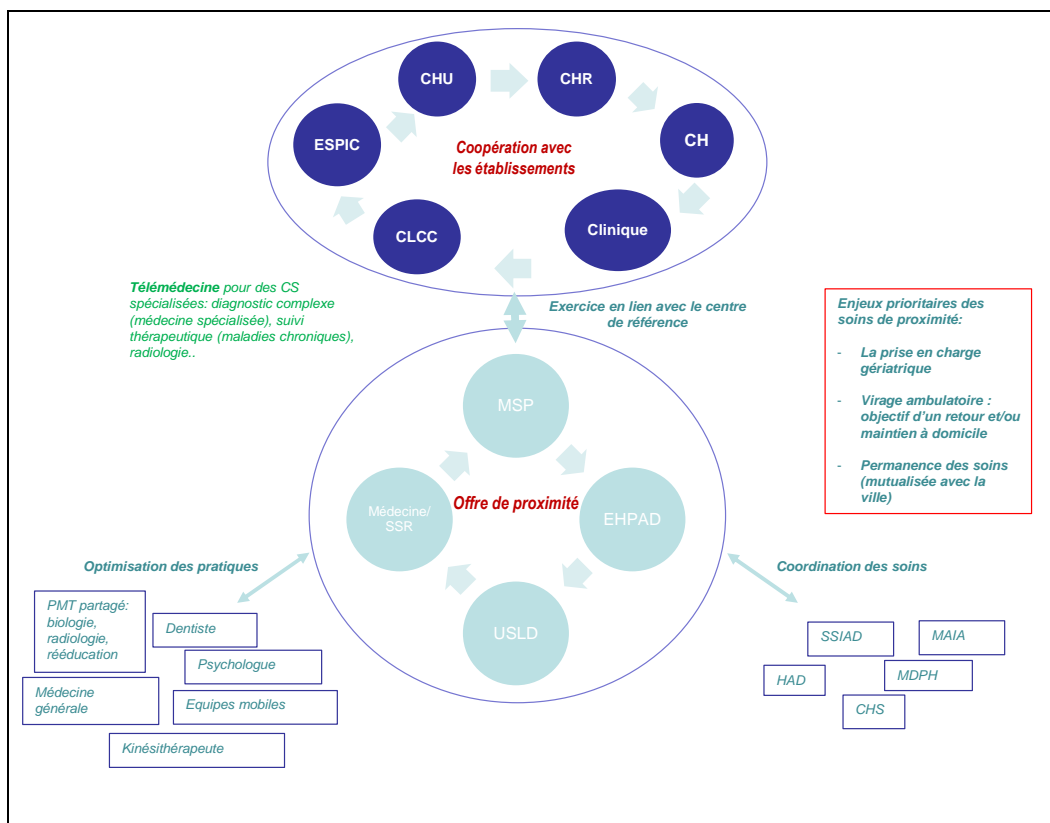 CHU
CHR
ESPIC
CH
Coopération avec
les établissements
CLCC
Clinique
Télémédecine pour des CS
spécialisées: diagnostic complexe
(médecine spécialisée), suivi
thérapeutique (maladies chroniques),
radiologie..
Exercice en lien avec le centre
de référence
Enjeux prioritaires des
soins de proximité:
- La prise en charge
gériatrique
- Virage ambulatoire :
objectif d'un retour et/ou
maintien à domicile
- Permanence des soins
(mutualisée avec la
ville)
MSP
Médecine/
SSR
Offre de proximité
EHPAD
USLD
Optimisation des pratiques
PMT partagé:
biologie,
radiologie,
rééducation
Dentiste
Psychologue
Médecine
générale
Equipes mobiles
Kinésithérapeute
Coordination des soins
SSIAD
MAIA
HAD
MDPH
CHS